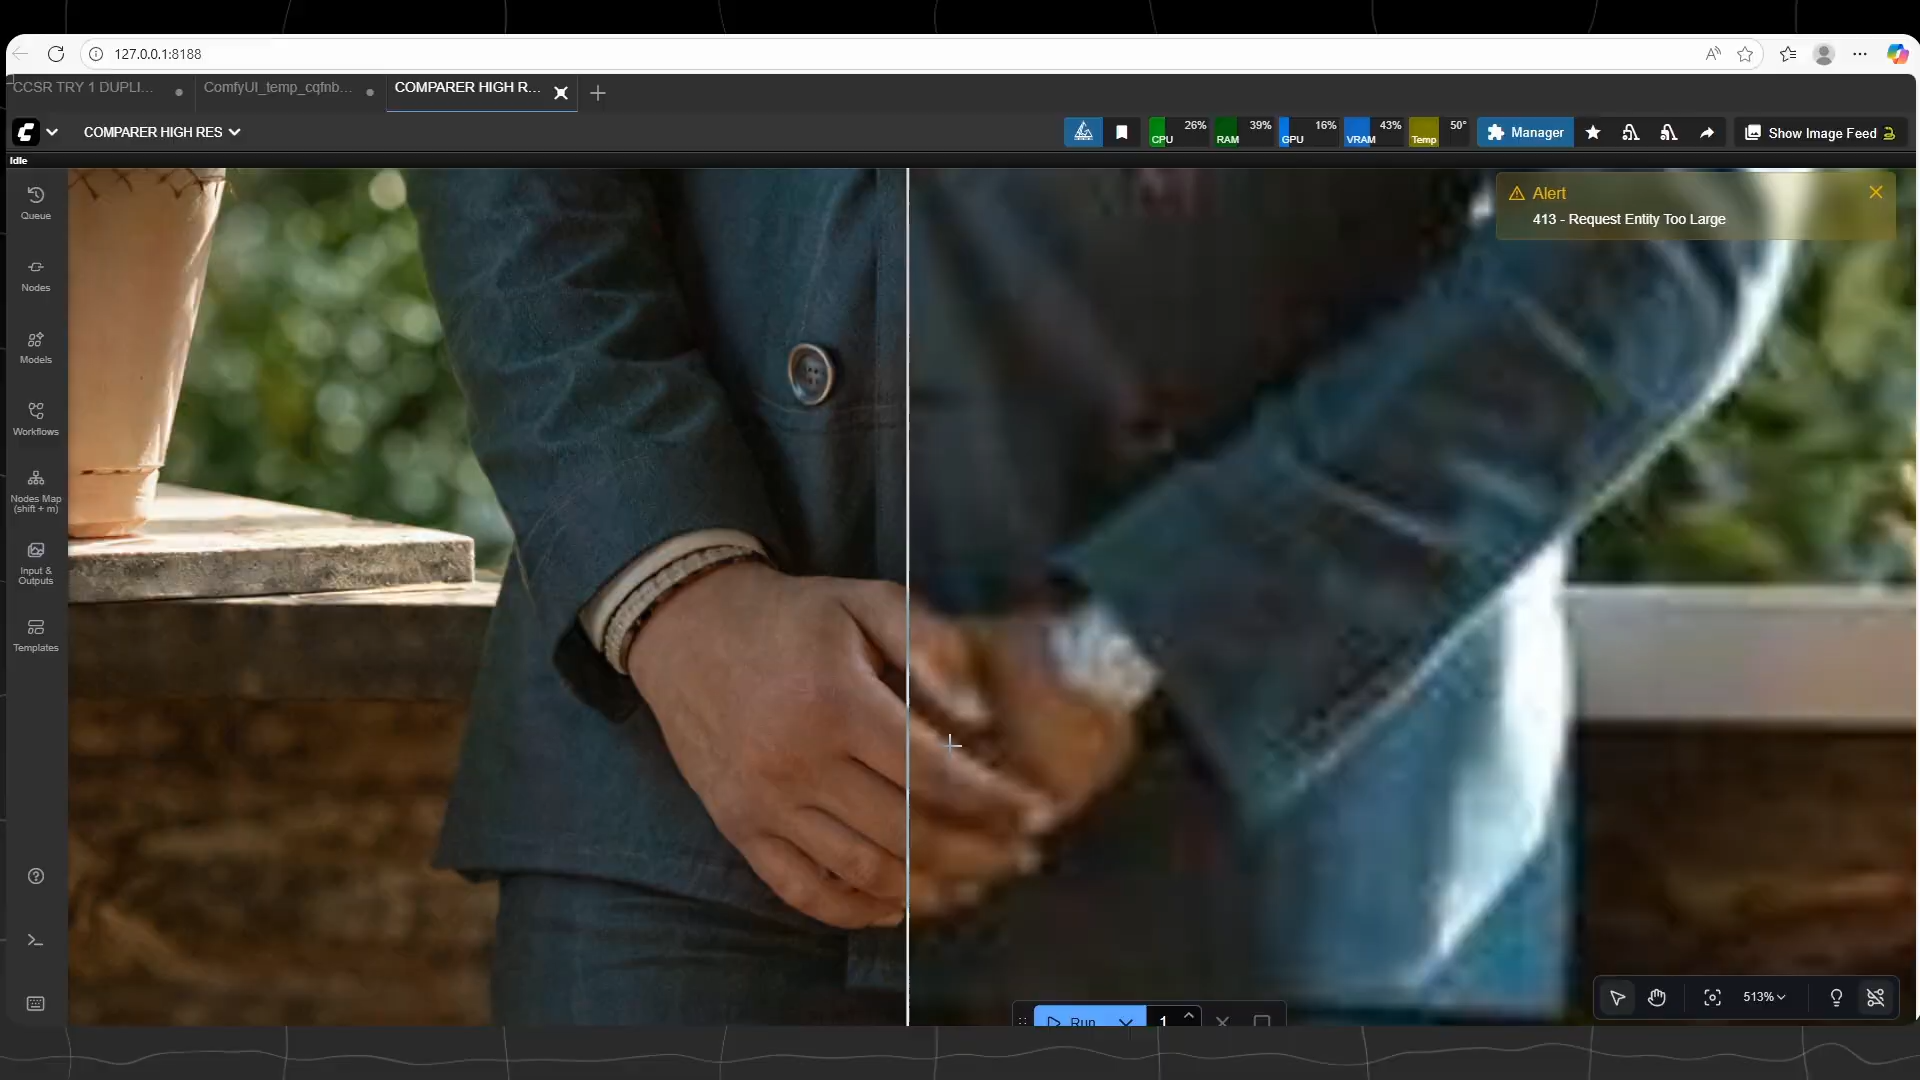 127.0.0.1:8188
CCSR TRY 1 DUPLI...
ComfyUI_temp_cqfnb...
COMPARER HIGH R...
COMPARER HIGH RES
CPU 26%
RAM 39%
GPU 16%
VRAM 43%
Temp 50°
Manager
Show Image Feed
Idle
Alert
413 - Request Entity Too Large
Queue
Nodes
Models
Workflows
Nodes Map
(shift + m)
Input &
Outputs
Templates
Run
1
513%